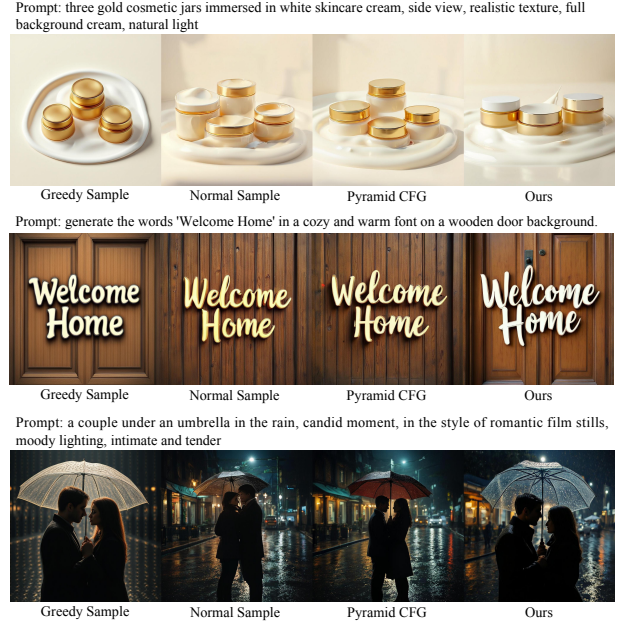 Prompt: three gold cosmetic jars immersed in white skincare cream, side view, realistic texture, full
background cream, natural light
Greedy Sample
Normal Sample
Pyramid CFG
Ours
Prompt: generate the words 'Welcome Home' in a cozy and warm font on a wooden door background.
Welcome
Home
Welcome
Home
Welcome
Home
Welcome
Home
Greedy Sample
Normal Sample
Pyramid CFG
Ours
Prompt: a couple under an umbrella in the rain, candid moment, in the style of romantic film stills,
moody lighting, intimate and tender
Greedy Sample
Normal Sample
Pyramid CFG
Ours